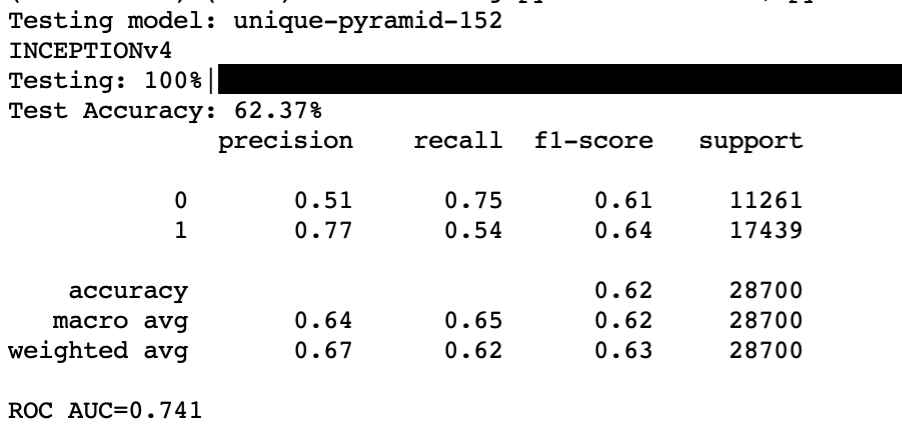 Testing model: unique-pyramid-152
INCEPTIONv4
Testing: 100%|
Test Accuracy: 62.37%
precision recall f1-score support
0 0.51 0.75 0.61 11261
1 0.77 0.54 0.64 17439
accuracy 0.62 28700
macro avg 0.64 0.65 0.62 28700
weighted avg 0.67 0.62 0.63 28700
ROC AUC=0.741